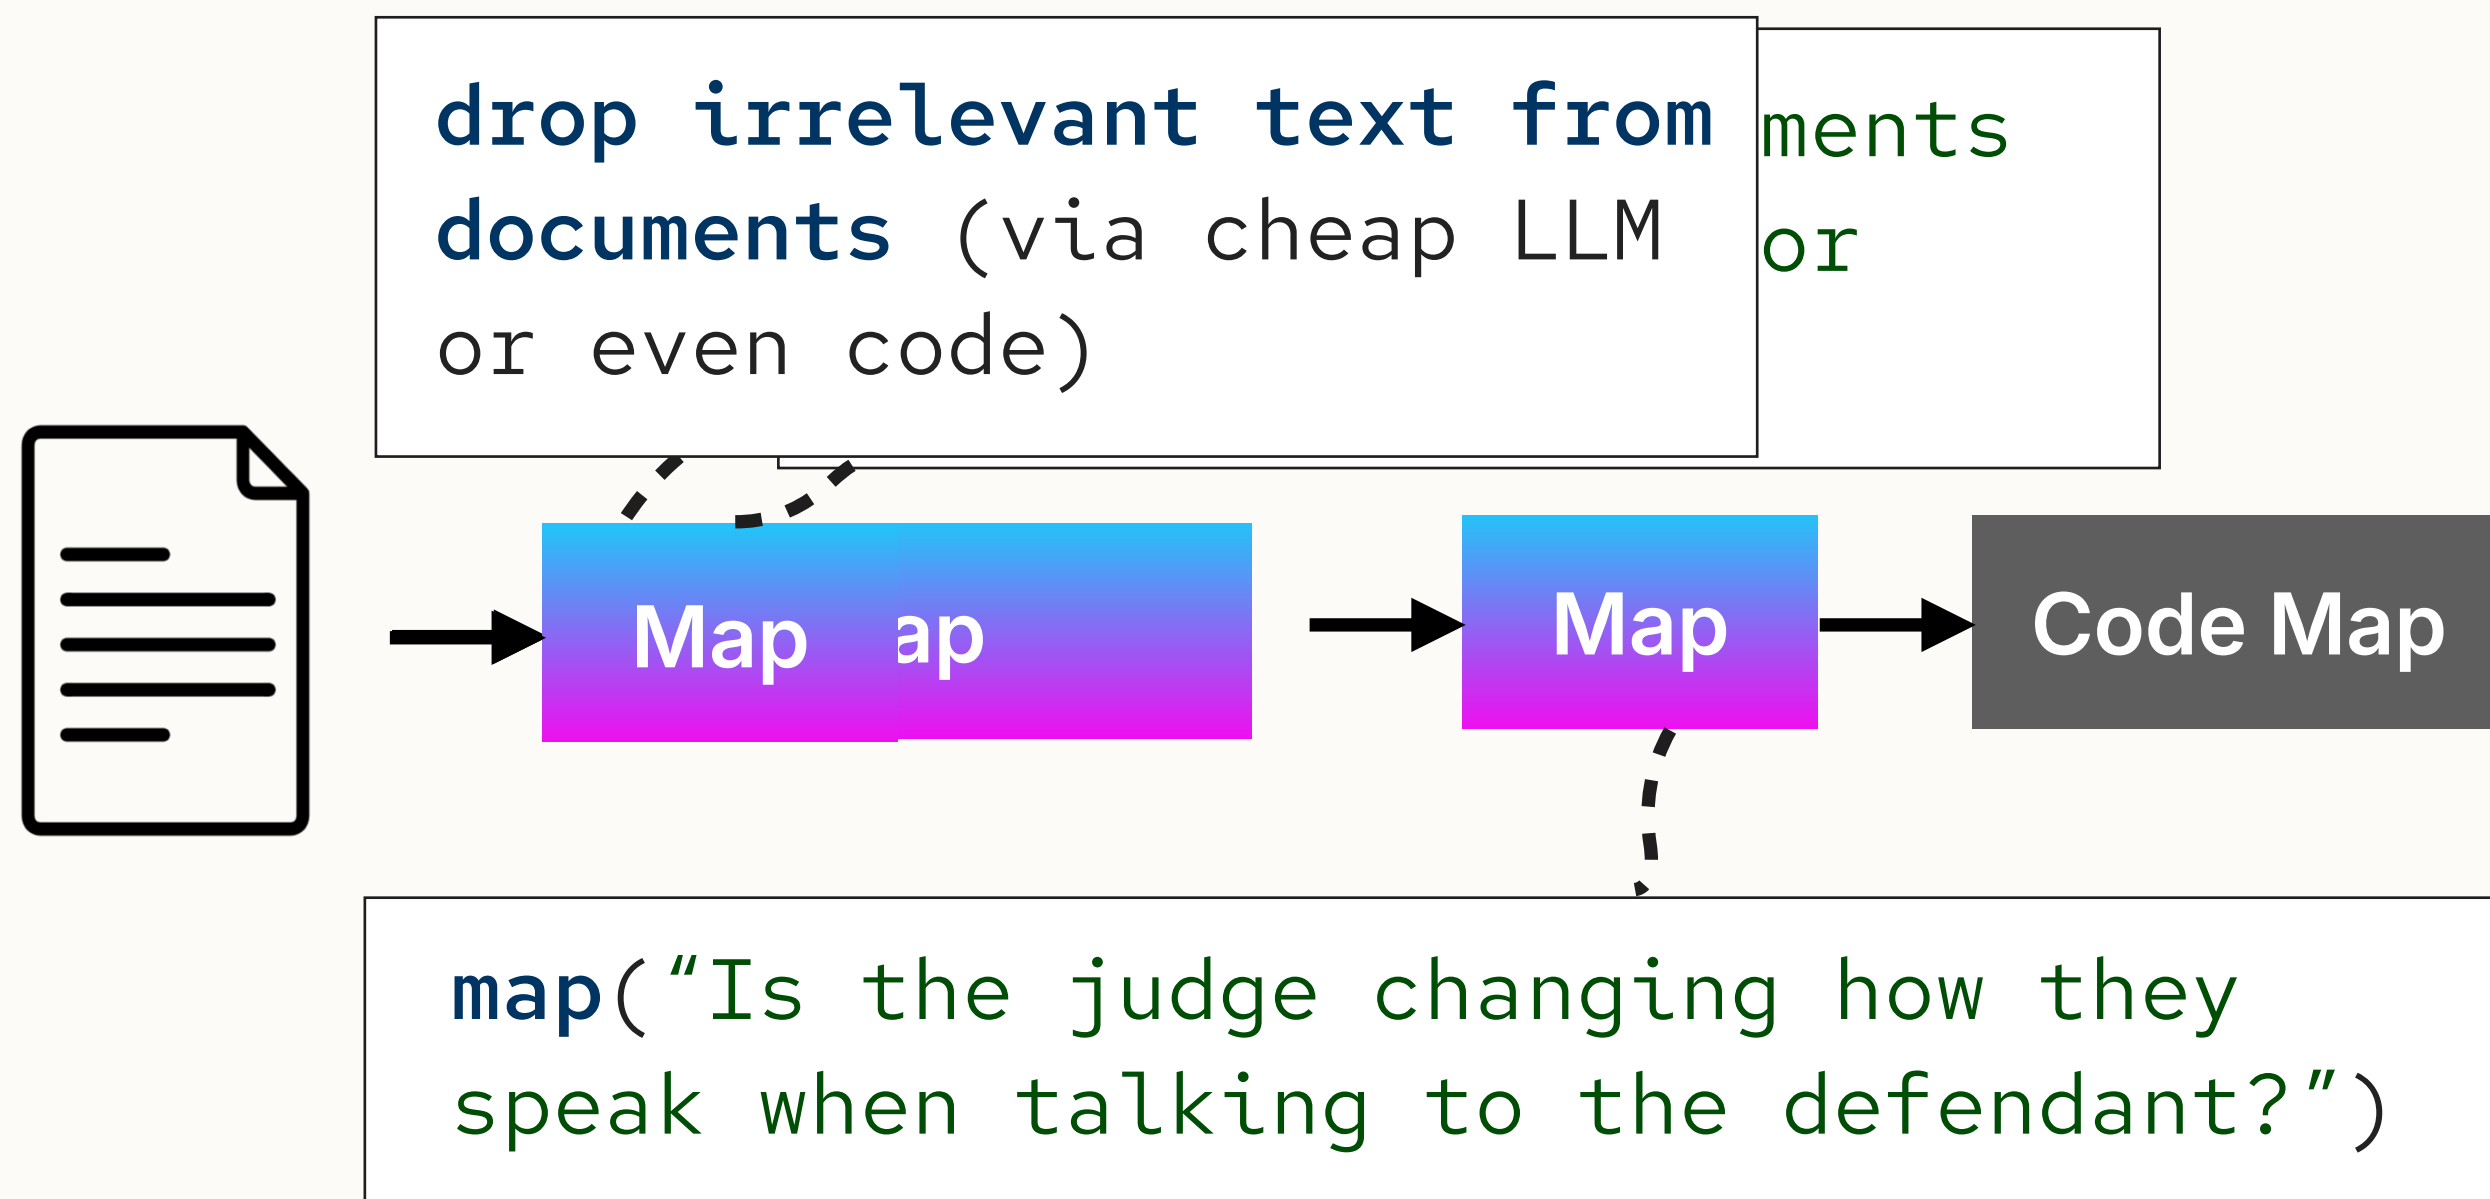 drop irrelevant text from
documents (via cheap LLM
or even code)
ments
or
Map
ap
Map
Code Map
map(“Is the judge changing how they
speak when talking to the defendant?”)